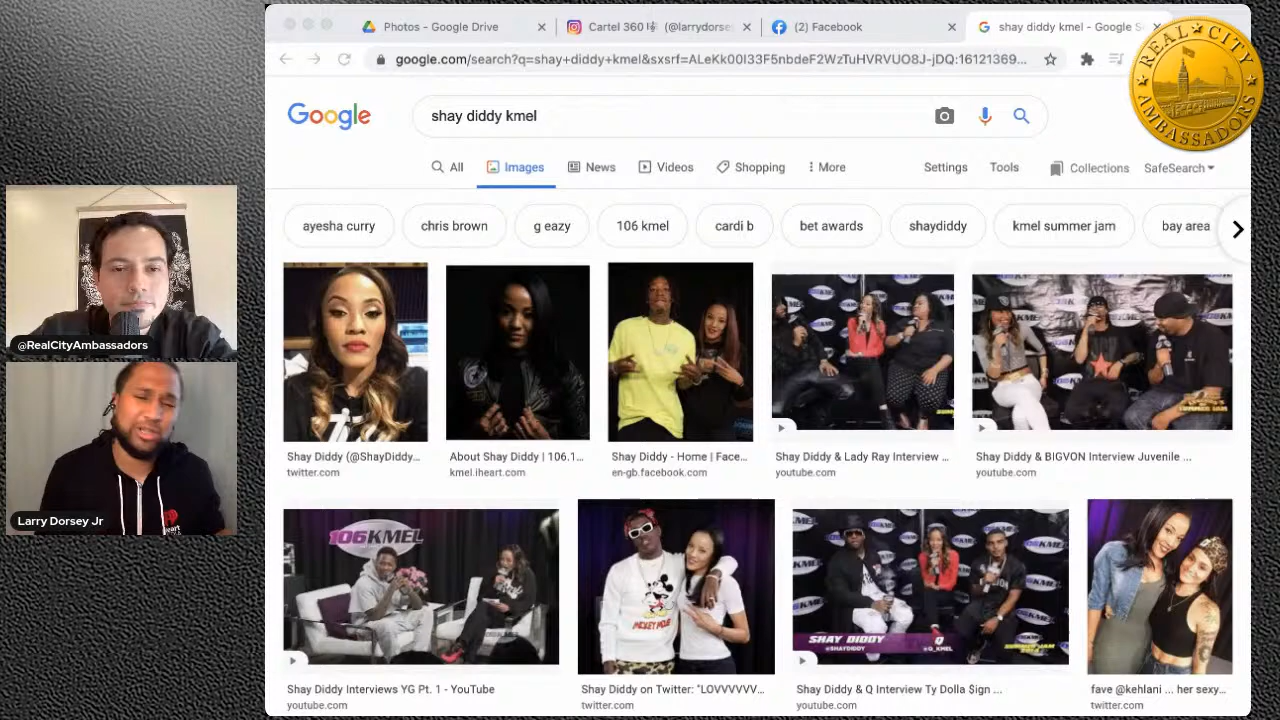 Photos - Google Drive
Cartel 360
(@larrydorse
(2) Facebook
shay diddy kmel - Google Se
google.com/search?q=shay+diddy+kmel&sxsrf=ALeKk00I33F5nbdeF2WzTuHVRVUO8J-jDQ:16121369...
REAL CITY
AMBASSADORS
Google
shay diddy kmel
All
Images
News
Videos
Shopping
More
Settings
Tools
Collections
SafeSearch
ayesha curry
chris brown
g eazy
106 kmel
cardi b
bet awards
shaydiddy
kmel summer jam
bay area
@RealCityAmbassadors
Larry Dorsey Jr
Shay Diddy (@ShayDiddy...
twitter.com
About Shay Diddy | 106.1...
kmel.iheart.com
Shay Diddy - Home | Face...
en-gb.facebook.com
Shay Diddy & Lady Ray Interview ...
youtube.com
Shay Diddy & BIGVON Interview Juvenile ...
youtube.com
106KMEL
SHAY DIDDY
@SHAYDIDDY
Q
@Q_KMEL
MICKEY MOUSE
Shay Diddy Interviews YG Pt. 1 - YouTube
youtube.com
Shay Diddy on Twitter: "LOVVVVVV...
twitter.com
Shay Diddy & Q Interview Ty Dolla $ign ...
youtube.com
fave @kehlani ... her sexy...
twitter.com